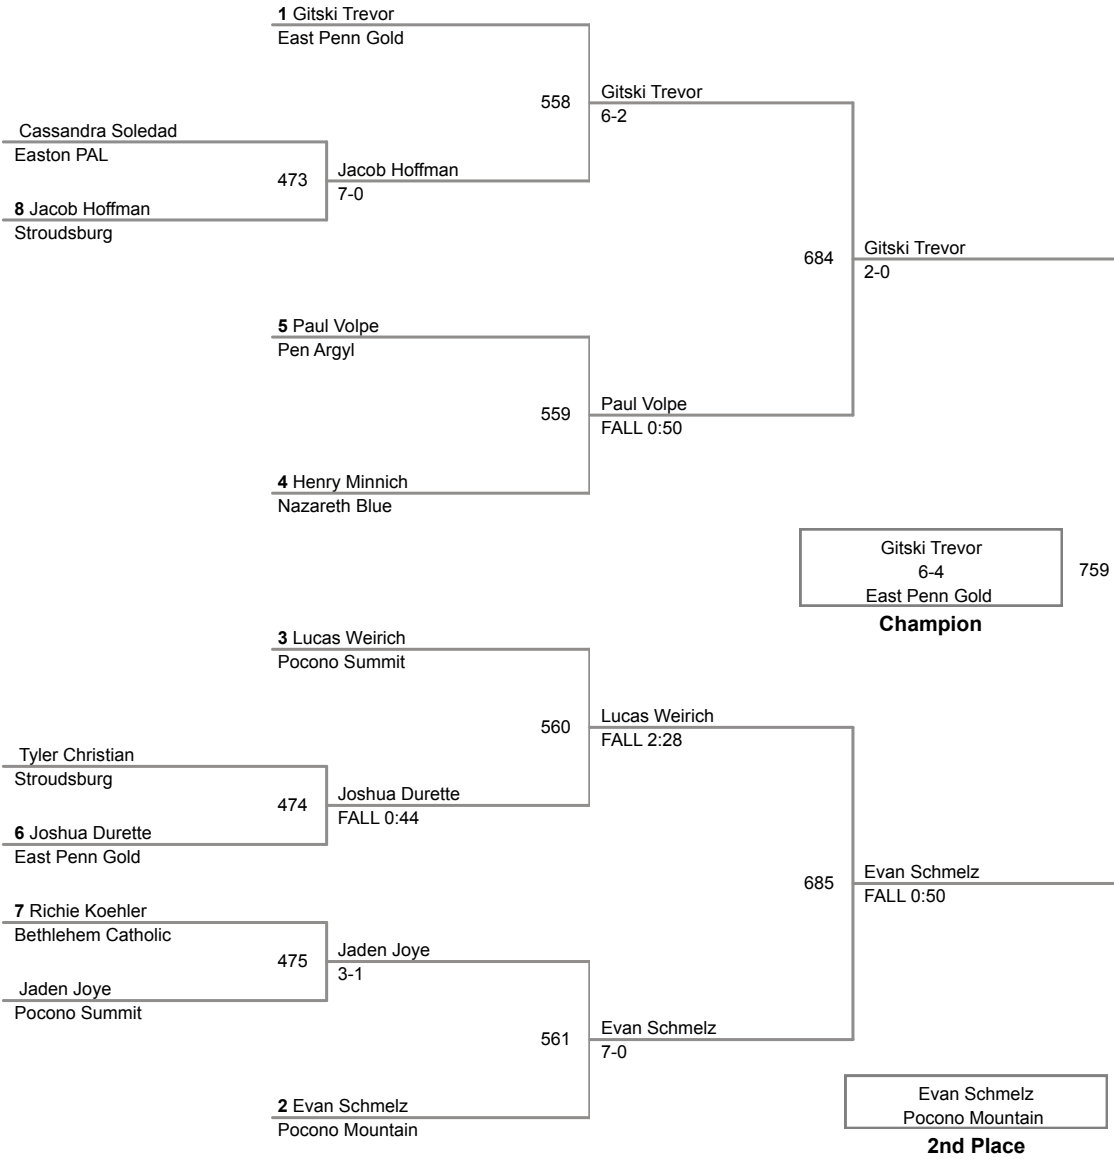 1 Gitski Trevor
East Penn Gold
558
Gitski Trevor
6-2
Cassandra Soledad
Easton PAL
473
Jacob Hoffman
7-0
8 Jacob Hoffman
Stroudsburg
684
Gitski Trevor
2-0
5 Paul Volpe
Pen Argyl
559
Paul Volpe
FALL 0:50
4 Henry Minnich
Nazareth Blue
Gitski Trevor
6-4
East Penn Gold
759
Champion
3 Lucas Weirich
Pocono Summit
560
Lucas Weirich
FALL 2:28
Tyler Christian
Stroudsburg
474
Joshua Durette
FALL 0:44
6 Joshua Durette
East Penn Gold
685
Evan Schmelz
FALL 0:50
7 Richie Koehler
Bethlehem Catholic
475
Jaden Joye
3-1
Jaden Joye
Pocono Summit
561
Evan Schmelz
7-0
2 Evan Schmelz
Pocono Mountain
Evan Schmelz
Pocono Mountain
2nd Place